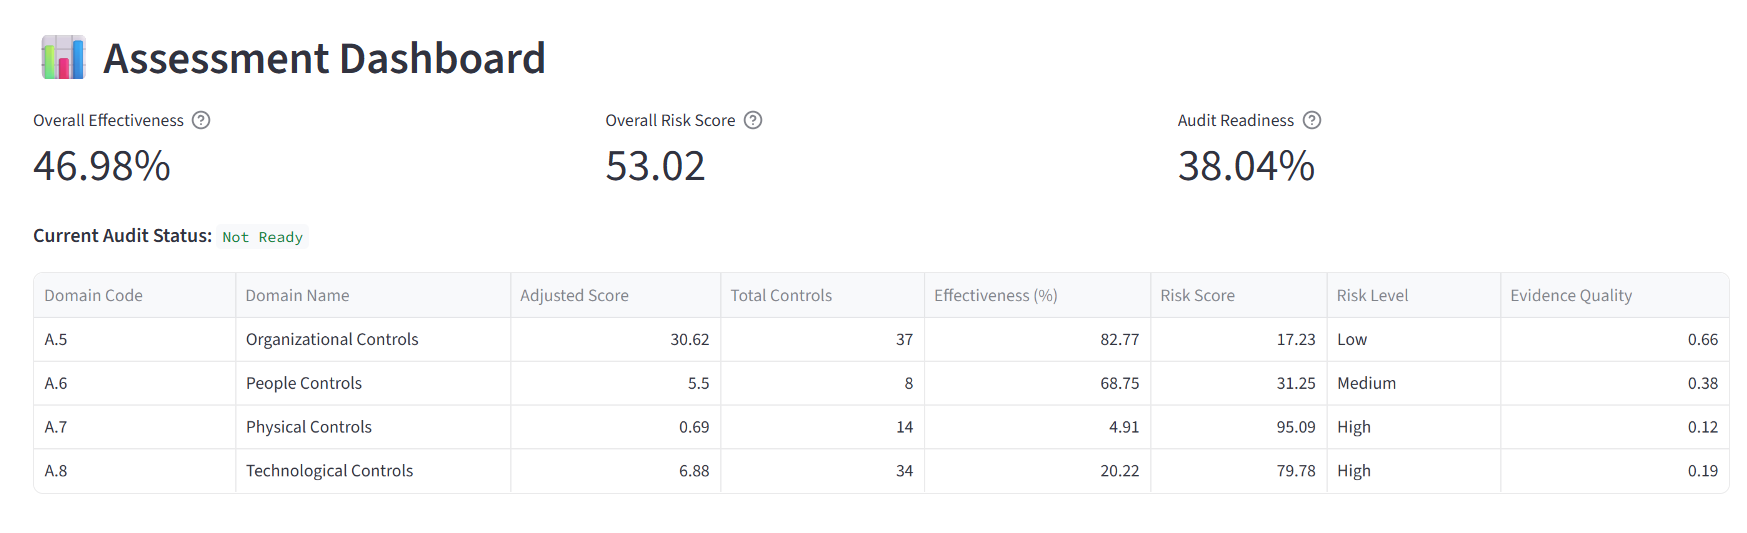 Assessment Dashboard
Overall Effectiveness ? Overall Risk Score ? Audit Readiness ?
46.98% 53.02 38.04%
Current Audit Status: Not Ready
Domain Code Domain Name Adjusted Score Total Controls Effectiveness (%) Risk Score Risk Level Evidence Quality
A.5 Organizational Controls 30.62 37 82.77 17.23 Low 0.66
A.6 People Controls 5.5 8 68.75 31.25 Medium 0.38
A.7 Physical Controls 0.69 14 4.91 95.09 High 0.12
A.8 Technological Controls 6.88 34 20.22 79.78 High 0.19